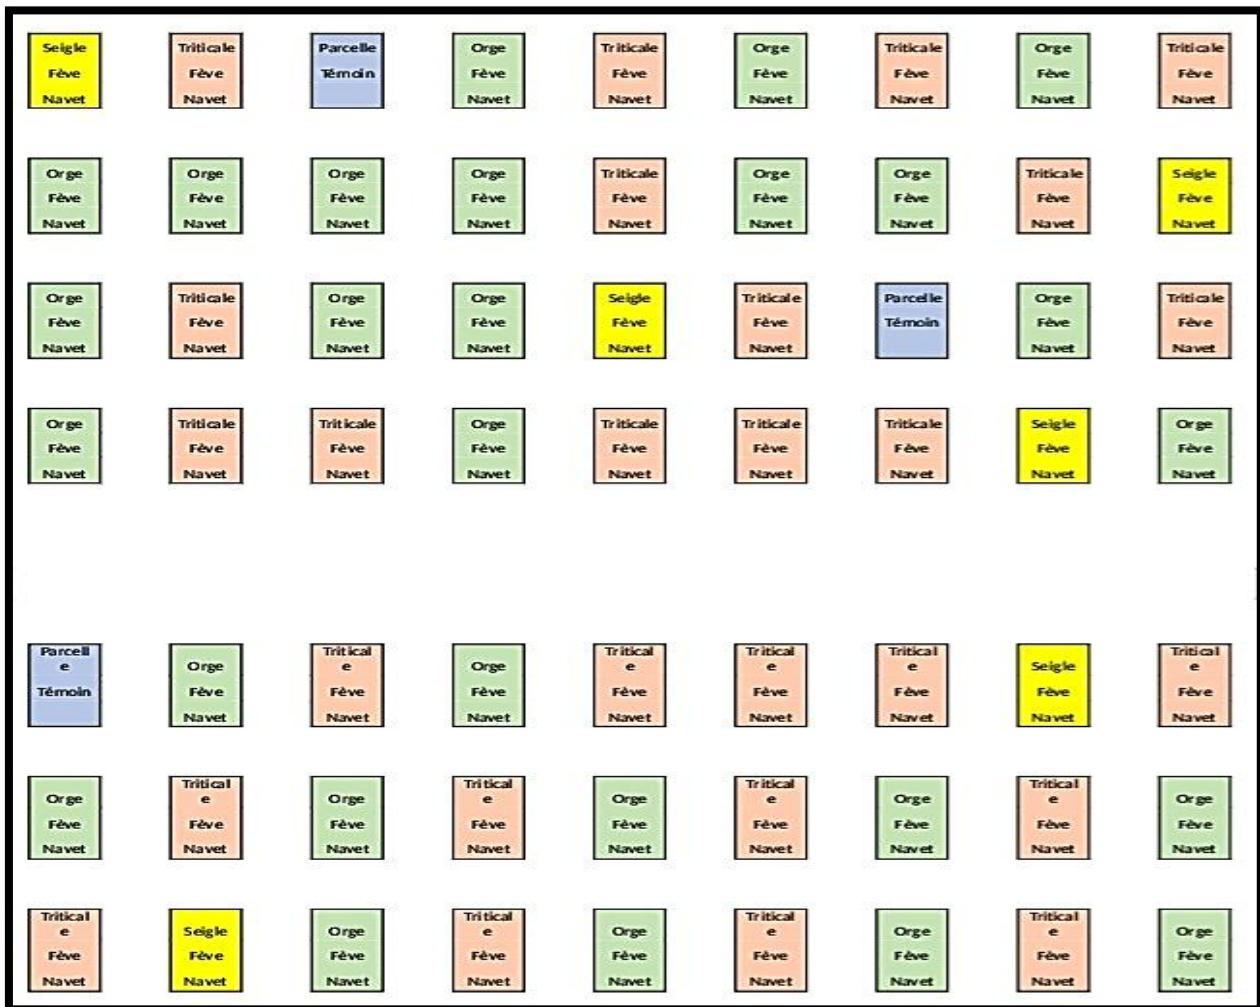 Seigle Triticale Parcelle Orge Triticale Orge Triticale Orge Triticale
Fève Fève Témoin Fève Fève Fève Fève Fève Fève
Navet Navet Navet Navet Navet Navet Navet Navet
Orge Orge Orge Orge Triticale Orge Orge Triticale Seigle
Fève Fève Fève Fève Fève Fève Fève Fève Fève
Navet Navet Navet Navet Navet Navet Navet Navet Navet
Orge Triticale Orge Orge Seigle Triticale Parcelle Orge Triticale
Fève Fève Fève Fève Fève Fève Témoin Fève Fève
Navet Navet Navet Navet Navet Navet Navet Navet
Orge Triticale Triticale Orge Triticale Triticale Triticale Seigle Orge
Fève Fève Fève Fève Fève Fève Fève Fève Fève
Navet Navet Navet Navet Navet Navet Navet Navet Navet
Parcell Tritical Tritical Tritical Tritical Tritical
e Orge e Orge e e e Seigle e
Témoin Fève Fève Fève Fève Fève Fève Fève Fève
Navet Navet Navet Navet Navet Navet Navet Navet
Tritical Tritical Tritical Tritical
Orge e Orge e Orge e Orge e Orge
Fève Fève Fève Fève Fève Fève Fève Fève Fève
Navet Navet Navet Navet Navet Navet Navet Navet Navet
Tritical Tritical Tritical Tritical
e Seigle Orge e Orge e Orge e Orge
Fève Fève Fève Fève Fève Fève Fève Fève Fève
Navet Navet Navet Navet Navet Navet Navet Navet Navet